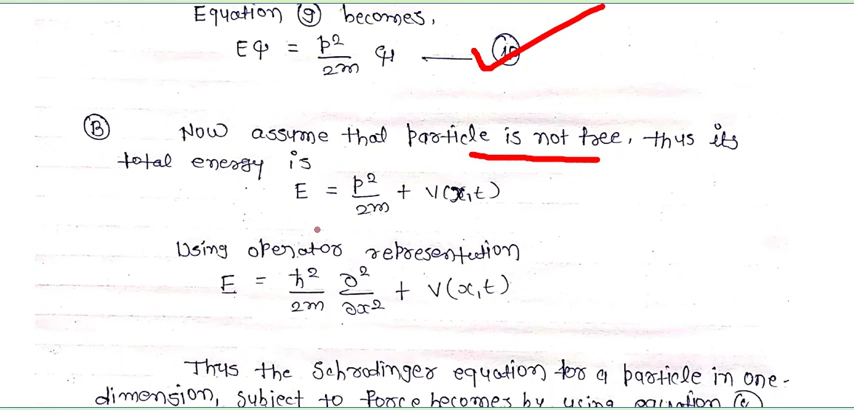 Equation (9) becomes,
Eψ = p²/2m ψ —— (10)
(B) Now assume that particle is not free, thus its
total energy is
E = p²/2m + V(x,t)
Using operator representation
E = ħ²/2m ∂²/∂x² + V(x,t)
Thus the Schrodinger equation for a particle in one-
dimension, subject to force becomes by using equation